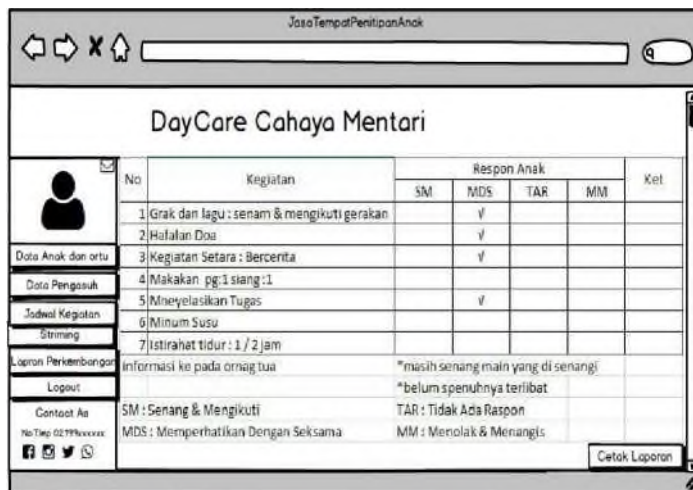 JasaTempatPenitipanAnak
DayCare Cahaya Mentari
No Kegiatan Respon Anak Ket
SM MDS TAR MM
1 Grak dan lagu : senam & mengikuti gerakan √
2 Hafalan Doa √
3 Kegiatan Setara : Bercerita √
4 Makakan pg:1 siang :1
5 Mneyelasikan Tugas √
6 Minum Susu
7 Istirahat tidur : 1 / 2 jam
informasi ke pada ornag tua *masih senang main yang di senangi
*belum spenuhnya terlibat
SM : Senang & Mengikuti TAR : Tidak Ada Raspon
MDS : Memperhatikan Dengan Seksama MM : Menolak & Menangis
Cetak Laporan
Data Anak dan ortu
Data Pengasuh
Jadwal Kegiatan
Striming
Lapran Perkembangan
Logout
Contact As
No Tlep 02199xxxxxx